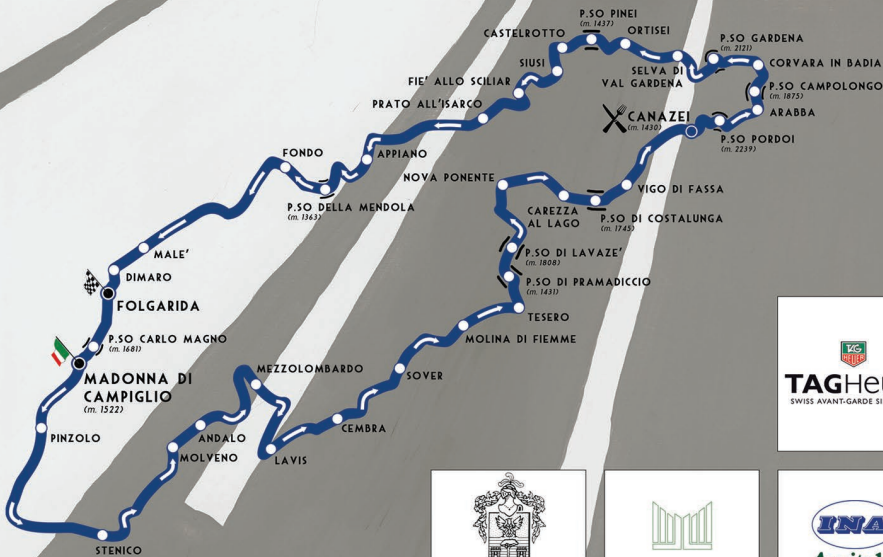 P.SO PINEI
(m. 1437)
CASTELROTTO
ORTISEI
P.SO GARDENA
(m. 2121)
SIUSI
SELVA DI
VAL GARDENA
CORVARA IN BADIA
FIE' ALLO SCILIAR
P.SO CAMPOLONGO
(m. 1875)
PRATO ALL'ISARCO
CANAZEI
(m. 1430)
ARABBA
P.SO PORDOI
(m. 2239)
FONDO
APPIANO
NOVA PONENTE
VIGO DI FASSA
P.SO DELLA MENDOLA
(m. 1363)
CAREZZA
AL LAGO
P.SO DI COSTALUNGA
(m. 1745)
MALE'
P.SO DI LAVAZE'
(m. 1808)
DIMARO
P.SO DI PRAMADICCIO
(m. 1431)
FOLGARIDA
TESERO
P.SO CARLO MAGNO
(m. 1681)
MOLINA DI FIEMME
MADONNA DI
CAMPIGLIO
(m. 1522)
MEZZOLOMBARDO
SOVER
TAG
HEUER
TAGHeu
SWISS AVANT-GARDE SI
PINZOLO
ANDALO
CEMBRA
MOLVENO
LAVIS
STENICO
INA